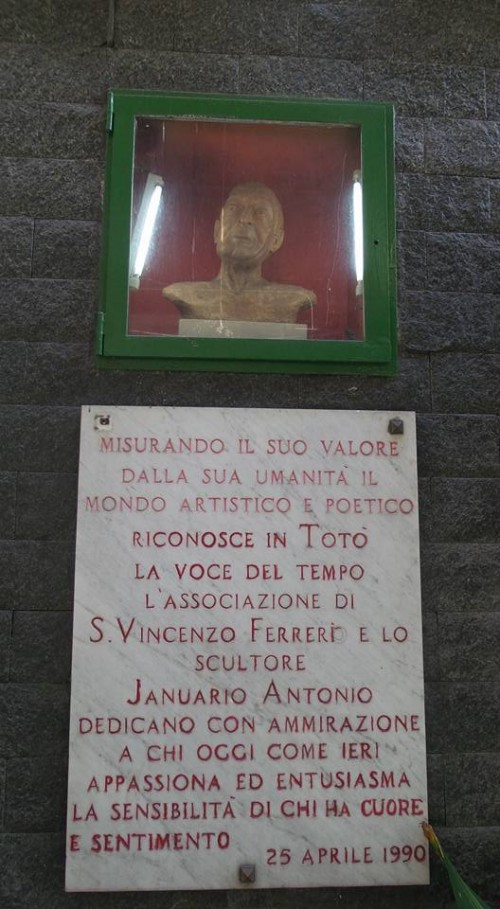 MISURANDO IL SUO VALORE
DALLA SUA UMANITÀ IL
MONDO ARTISTICO E POETICO
RICONOSCE IN TOTÒ
LA VOCE DEL TEMPO
L'ASSOCIAZIONE DI
S. VINCENZO FERRERI E LO
SCULTORE
JANUARIO ANTONIO
DEDICANO CON AMMIRAZIONE
A CHI OGGI COME IERI
APPASSIONA ED ENTUSIASMA
LA SENSIBILITÀ DI CHI HA CUORE
E SENTIMENTO
25 APRILE 1990